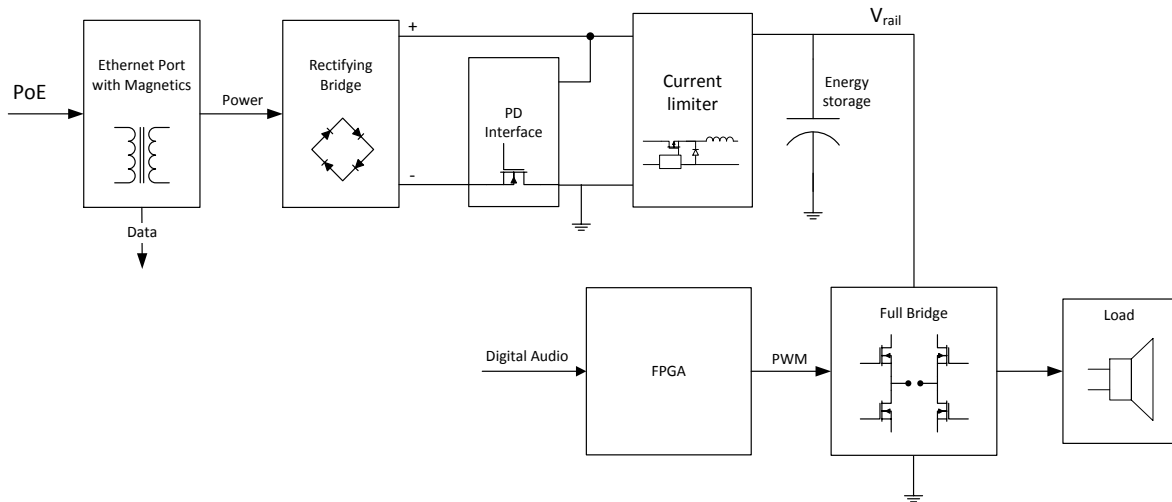 PoE
Ethernet Port
with Magnetics
Data
Power
Rectifying
Bridge
+
-
PD
Interface
Current
limiter
Vrail
Energy
storage
Digital Audio
FPGA
PWM
Full Bridge
Load